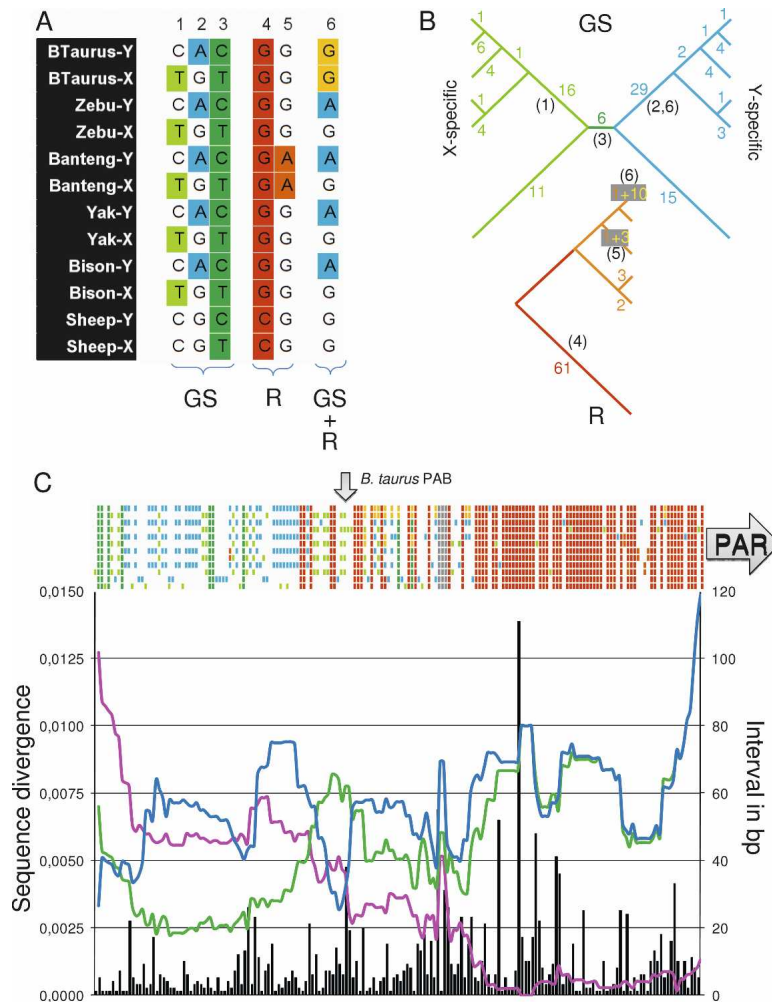 A
1 2 3 4 5 6
BTaurus-Y C A C G G G
BTaurus-X T G T G G G
Zebu-Y C A C G G A
Zebu-X T G T G G G
Banteng-Y C A C G A A
Banteng-X T G T G A G
Yak-Y C A C G G A
Yak-X T G T G G G
Bison-Y C A C G G A
Bison-X T G T G G G
Sheep-Y C G C C G G
Sheep-X C G T C G G
GS R GS
+
R
B
GS
X-specific
Y-specific
1
6
4
1
1
4
16
(1)
11
6
(3)
29
(2,6)
2
1
1
4
4
1
3
15
(6)
+10
+3
(5)
3
2
(4)
61
R
C
B. taurus PAB
PAR
Sequence divergence
0,0150
0,0125
0,0100
0,0075
0,0050
0,0025
0,0000
120
100
80
60
40
20
0
Interval in bp